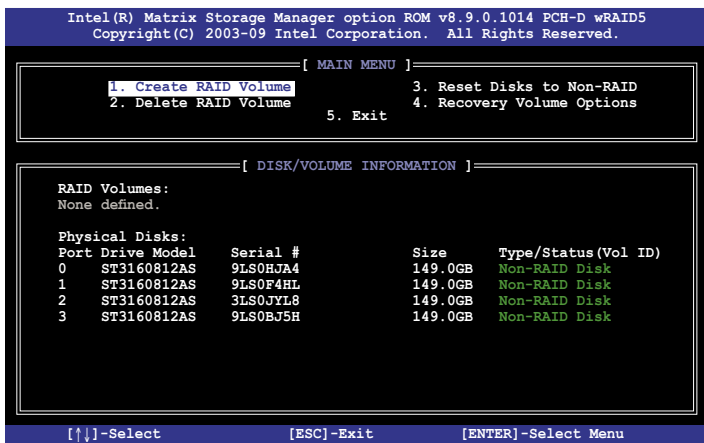 Intel(R) Matrix Storage Manager option ROM v8.9.0.1014 PCH-D wRAID5
Copyright(C) 2003-09 Intel Corporation. All Rights Reserved.
[ MAIN MENU ]
1. Create RAID Volume 3. Reset Disks to Non-RAID
2. Delete RAID Volume 4. Recovery Volume Options
5. Exit
[ DISK/VOLUME INFORMATION ]
RAID Volumes:
None defined.
Physical Disks:
Port Drive Model Serial # Size Type/Status(Vol ID)
0 ST3160812AS 9LS0HJA4 149.0GB Non-RAID Disk
1 ST3160812AS 9LS0F4HL 149.0GB Non-RAID Disk
2 ST3160812AS 3LS0JYL8 149.0GB Non-RAID Disk
3 ST3160812AS 9LS0BJ5H 149.0GB Non-RAID Disk
[↑↓]-Select [ESC]-Exit [ENTER]-Select Menu